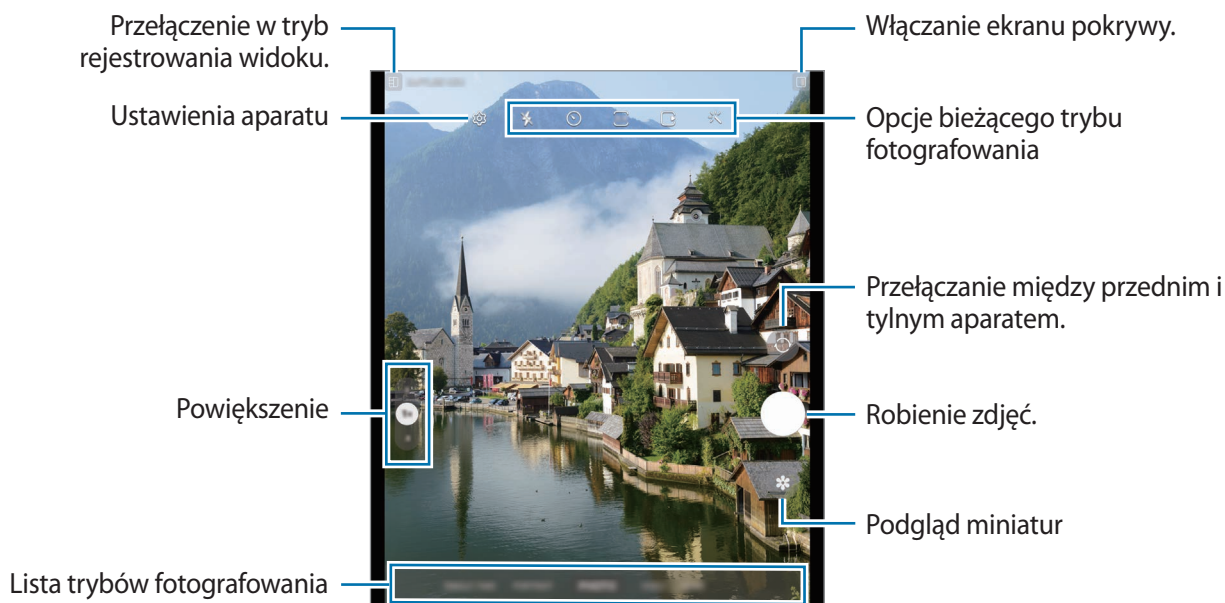 Przełączenie w tryb
rejestrowania widoku.
Ustawienia aparatu
Powiększenie
Lista trybów fotografowania
Włączanie ekranu pokrywy.
Opcje bieżącego trybu
fotografowania
Przełączanie między przednim i
tylnym aparatem.
Robienie zdjęć.
Podgląd miniatur